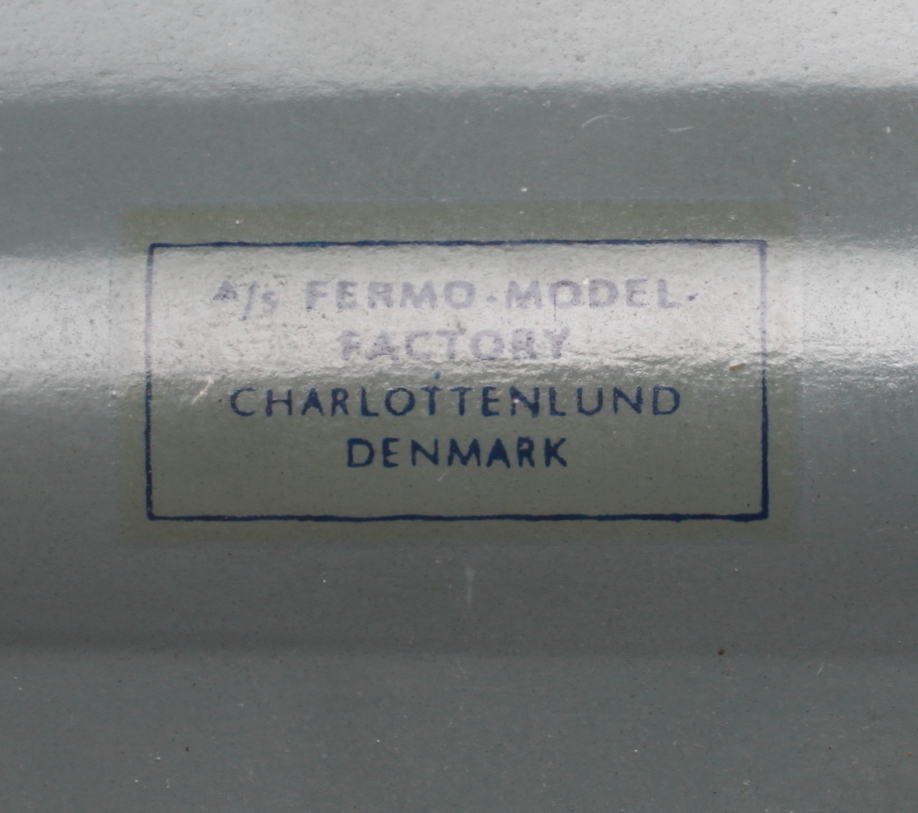 A/S FERMO-MODEL-
FACTORY
CHARLOTTENLUND
DENMARK